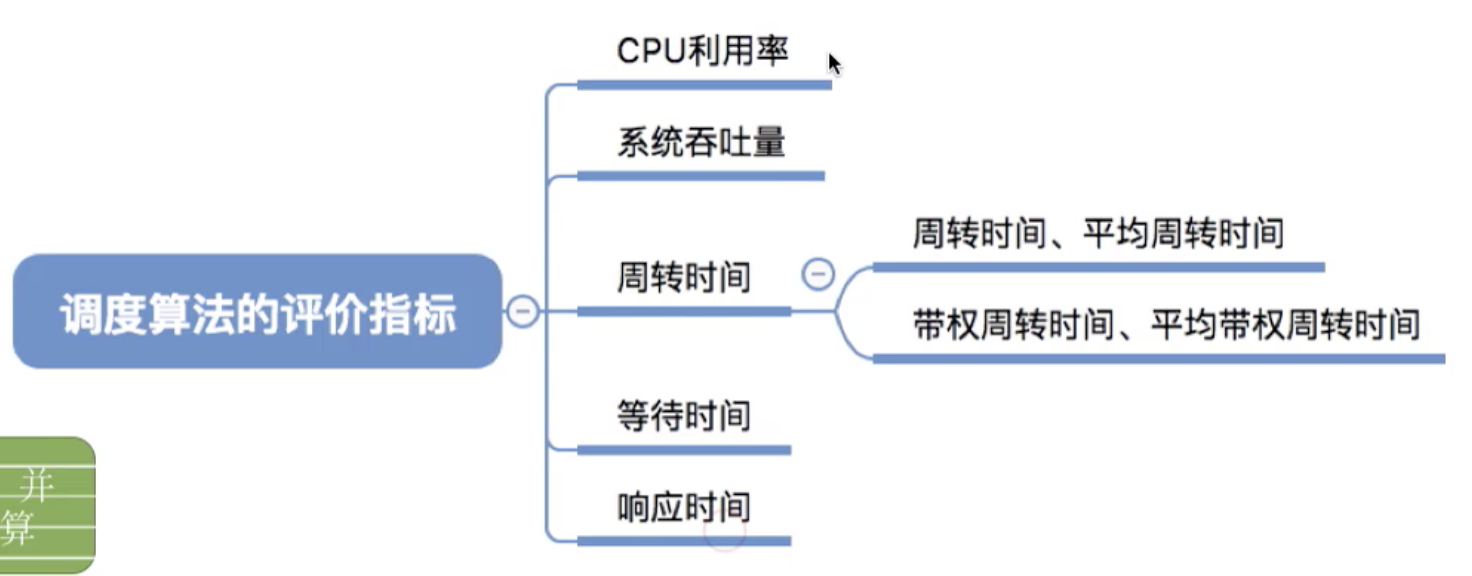 CPU利用率
系统吞吐量
周转时间、平均周转时间
周转时间
调度算法的评价指标
带权周转时间、平均带权周转时间
等待时间
并
响应时间
算